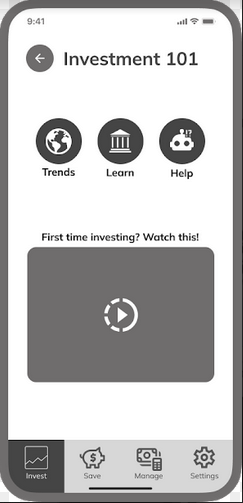 9:41
Investment 101
!?
Trends Learn Help
First time investing? Watch this!
$
Invest Save Manage Settings